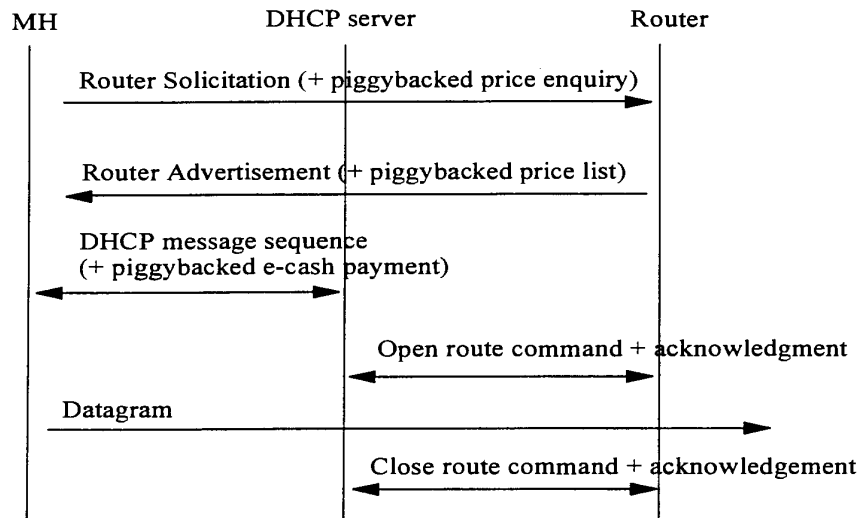 MH
DHCP server
Router
Router Solicitation (+ piggybacked price enquiry)
Router Advertisement (+ piggybacked price list)
DHCP message sequence
(+ piggybacked e-cash payment)
Open route command + acknowledgment
Datagram
Close route command + acknowledgement